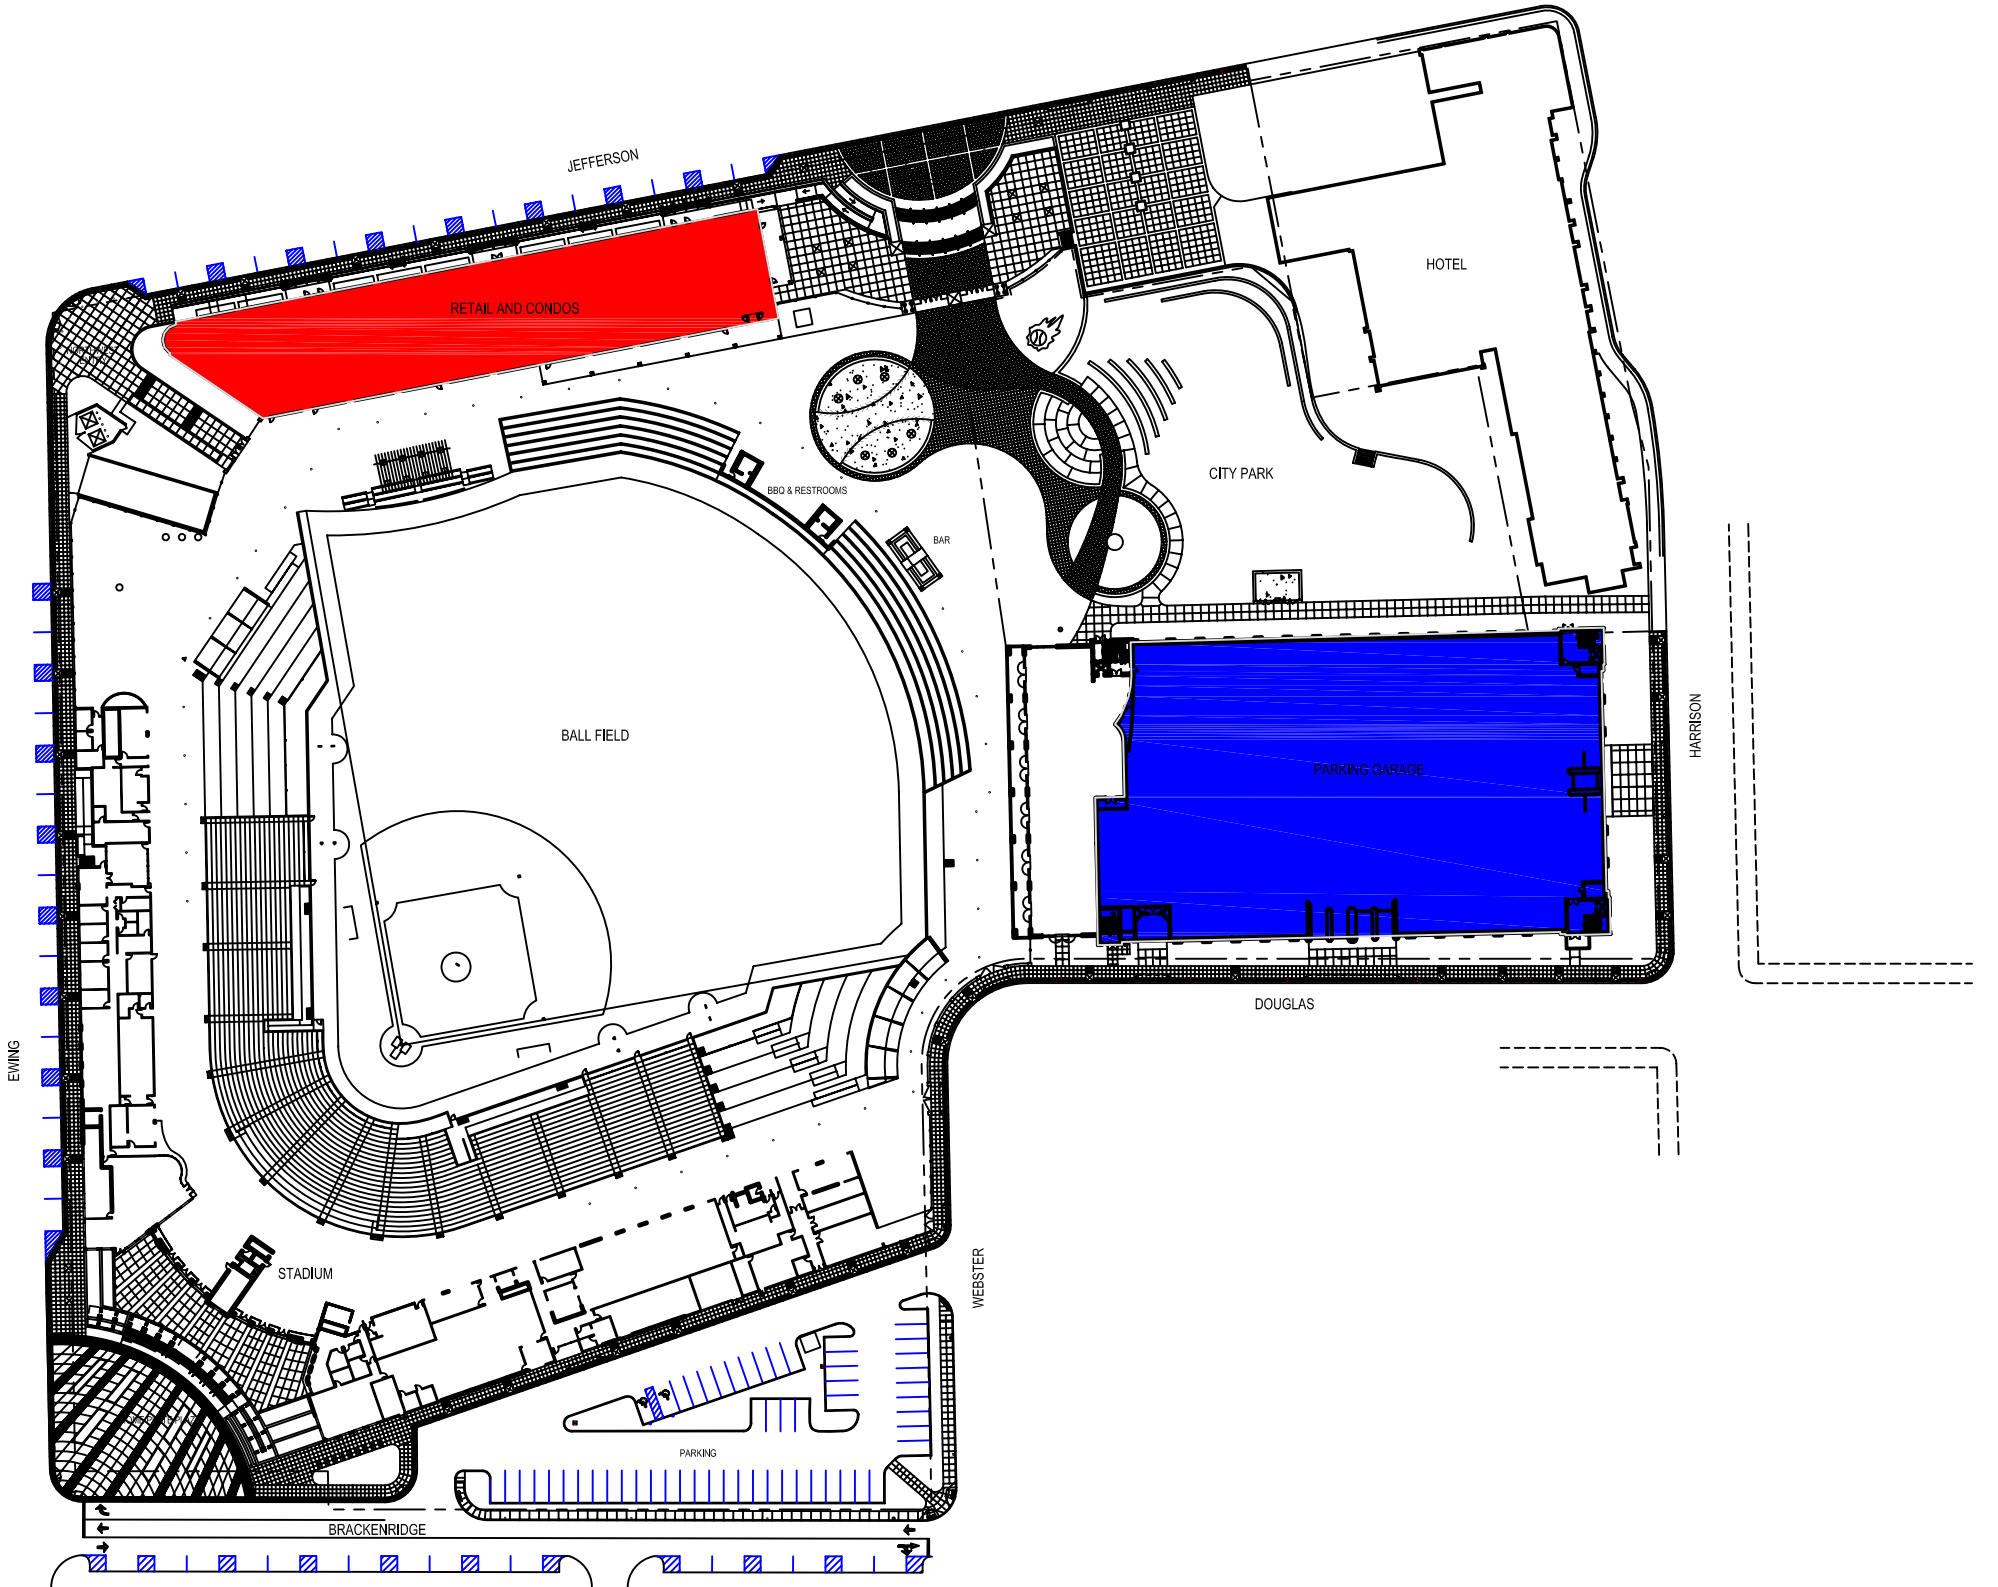 JEFFERSON
HOTEL
RETAIL AND CONDOS
CITY PARK
BBQ & RESTROOMS
BAR
BALL FIELD
HARRISON
PARKING GARAGE
DOUGLAS
EWING
STADIUM
WEBSTER
PARKING
BRACKENRIDGE